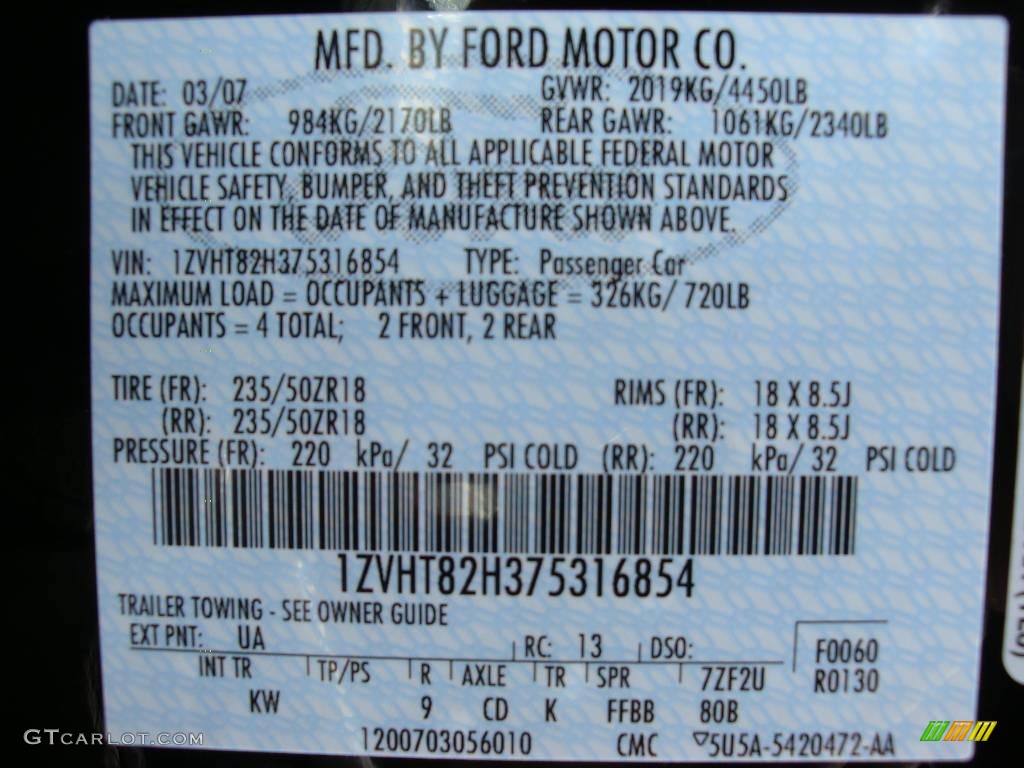 MFD. BY FORD MOTOR CO.
DATE: 03/07 GVWR: 2019KG/4450LB
FRONT GAWR: 984KG/2170LB REAR GAWR: 1061KG/2340LB
THIS VEHICLE CONFORMS TO ALL APPLICABLE FEDERAL MOTOR
VEHICLE SAFETY, BUMPER, AND THEFT PREVENTION STANDARDS
IN EFFECT ON THE DATE OF MANUFACTURE SHOWN ABOVE.
VIN: 1ZVHT82H375316854 TYPE: Passenger Car
MAXIMUM LOAD = OCCUPANTS + LUGGAGE = 326KG/ 720LB
OCCUPANTS = 4 TOTAL; 2 FRONT, 2 REAR
TIRE (FR): 235/50ZR18 RIMS (FR): 18 X 8.5J
(RR): 235/50ZR18 (RR): 18 X 8.5J
PRESSURE (FR): 220 kPa/ 32 PSI COLD (RR): 220 kPa/ 32 PSI COLD
1ZVHT82H375316854
TRAILER TOWING - SEE OWNER GUIDE
EXT PNT: UA RC: 13 DSO: F0060
INT TR TP/PS R AXLE TR SPR 7ZF2U R0130
KW 9 CD K FFBB 80B
1200703056010 CMC 5U5A-5420472-AA
GTCARLOT.COM